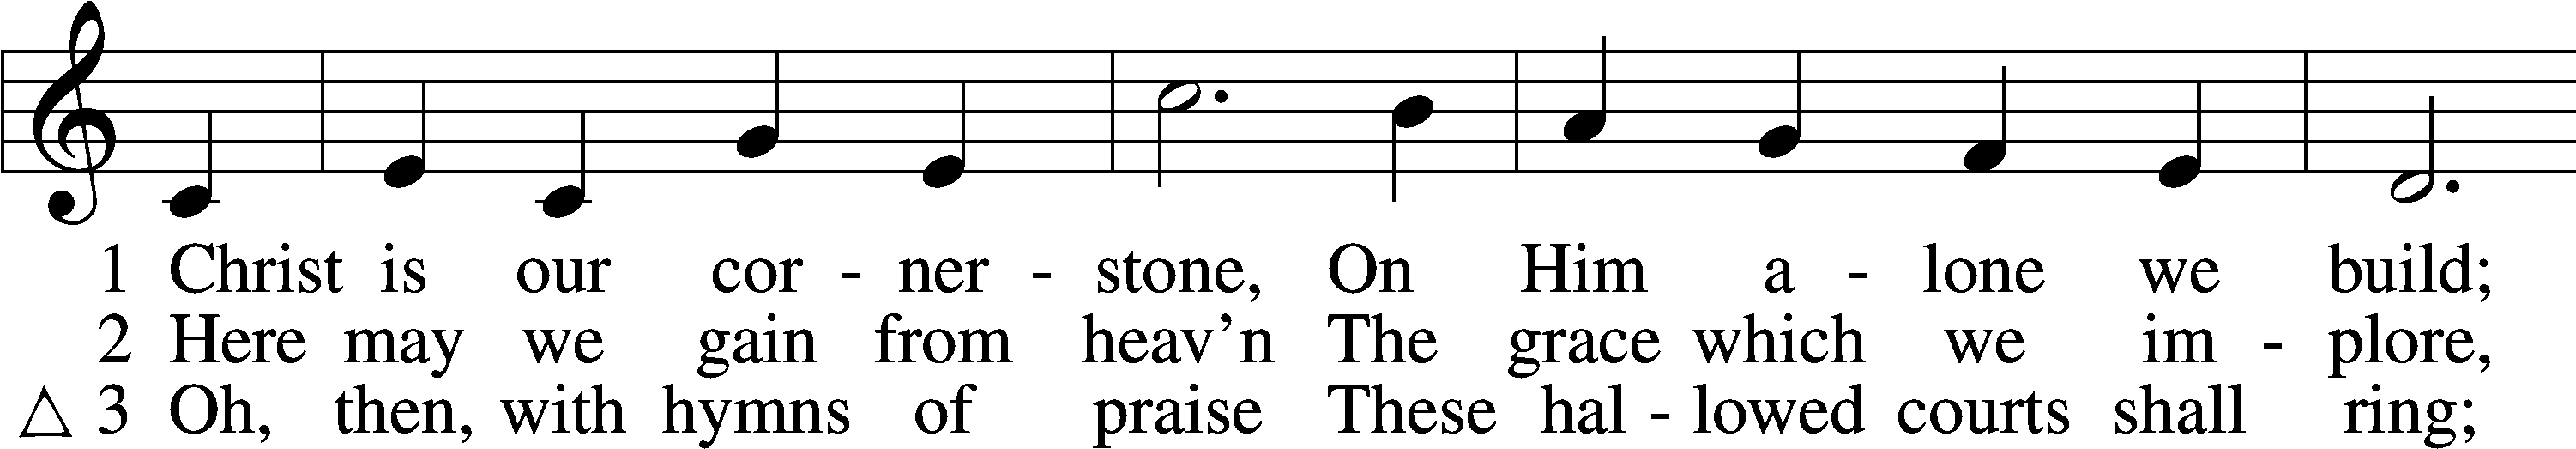 1 Christ is our cor - ner - stone, On Him a - lone we build;
2 Here may we gain from heav’n The grace which we im - plore,
△ 3 Oh, then, with hymns of praise These hal - lowed courts shall ring;